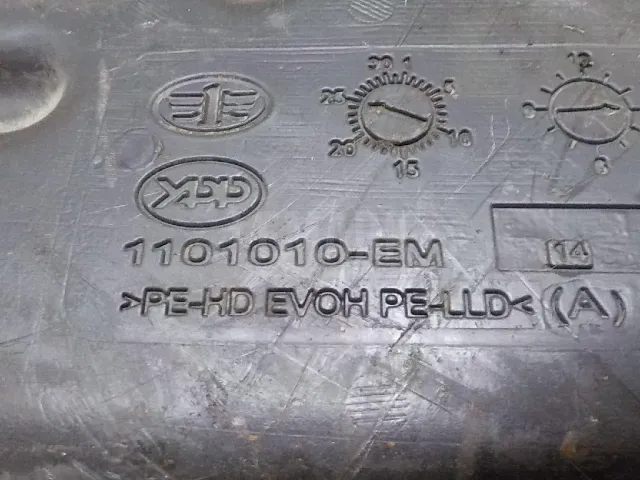 30 1 5 10 15 20 25
12 3 6 9
YAPP
1101010-EM
14
>PE-HD EVOH PE-LLD< (A)